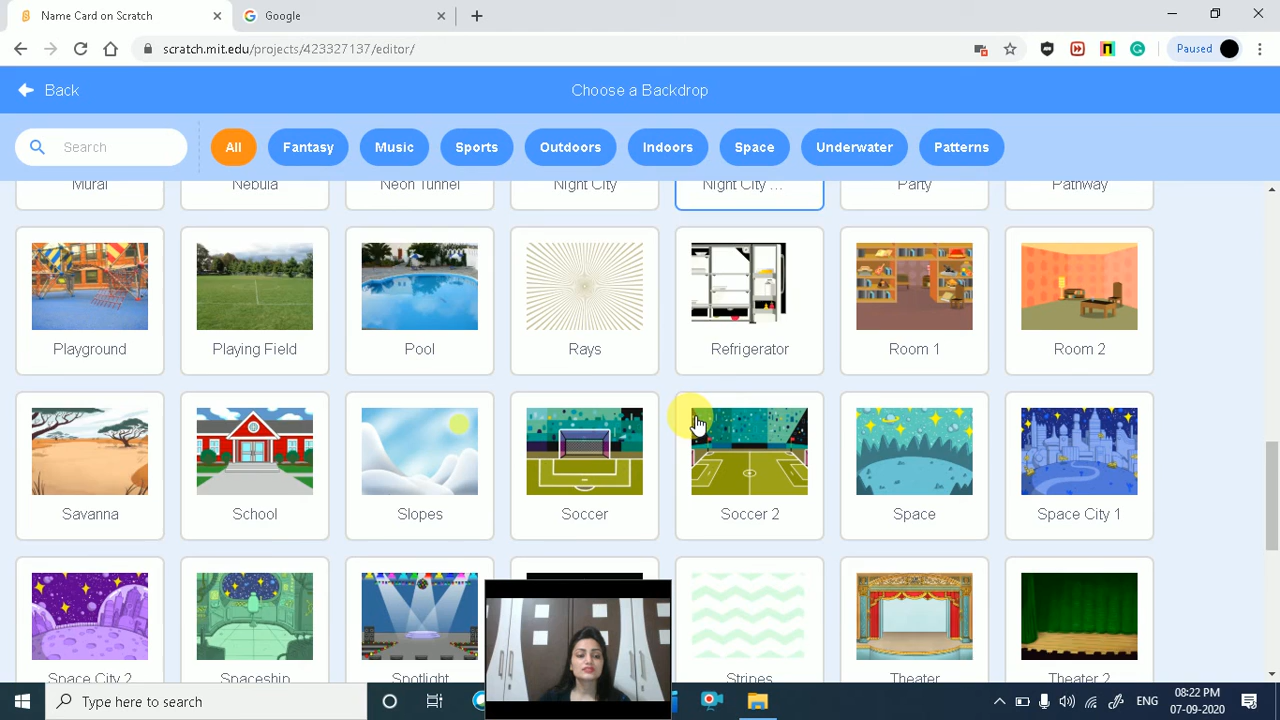 Name Card on Scratch
Google
scratch.mit.edu/projects/423327137/editor/
Paused
Back
Choose a Backdrop
Search
All
Fantasy
Music
Sports
Outdoors
Indoors
Space
Underwater
Patterns
Mural
Nebula
Neon Tunnel
Night City
Night City ...
Party
Pathway
Playground
Playing Field
Pool
Rays
Refrigerator
Room 1
Room 2
Savanna
School
Slopes
Soccer
Soccer 2
Space
Space City 1
Space City 2
Spaceship
Spotlight
Stripes
Theater
Theater 2
Type here to search
ENG
08:22 PM
07-09-2020